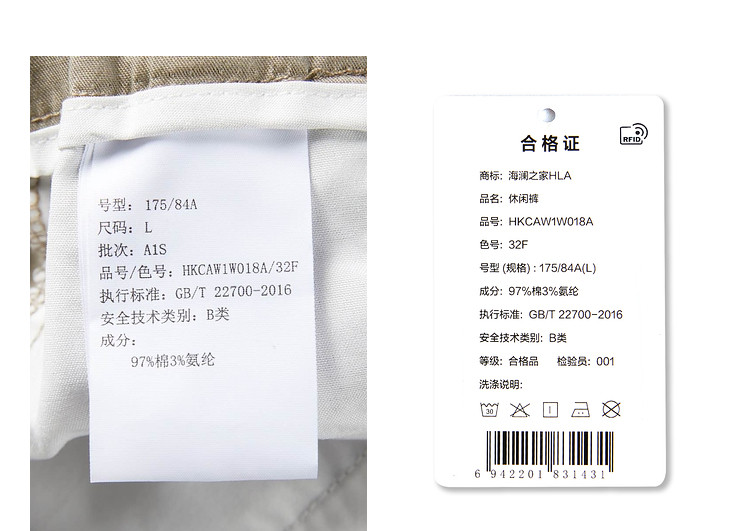 号型: 175/84A
尺码: L
批次: A1S
品号/色号: HKCAW1W018A/32F
执行标准: GB/T 22700-2016
安全技术类别: B类
成分:
97%棉3%氨纶
合格证
RFID
商标: 海澜之家HLA
品名: 休闲裤
品号: HKCAW1W018A
色号: 32F
号型 (规格) : 175/84A(L)
成分: 97%棉3%氨纶
执行标准: GB/T 22700-2016
安全技术类别: B类
等级: 合格品 检验员: 001
洗涤说明:
30
6 942201 831431